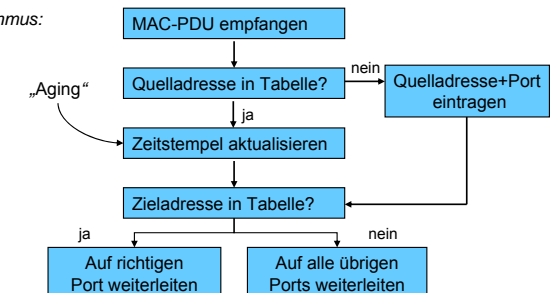 mmus:
MAC-PDU empfangen
Quelladresse in Tabelle?
nein
Quelladresse+Port
eintragen
„Aging“
ja
Zeitstempel aktualisieren
Zieladresse in Tabelle?
ja
nein
Auf richtigen
Port weiterleiten
Auf alle übrigen
Ports weiterleiten